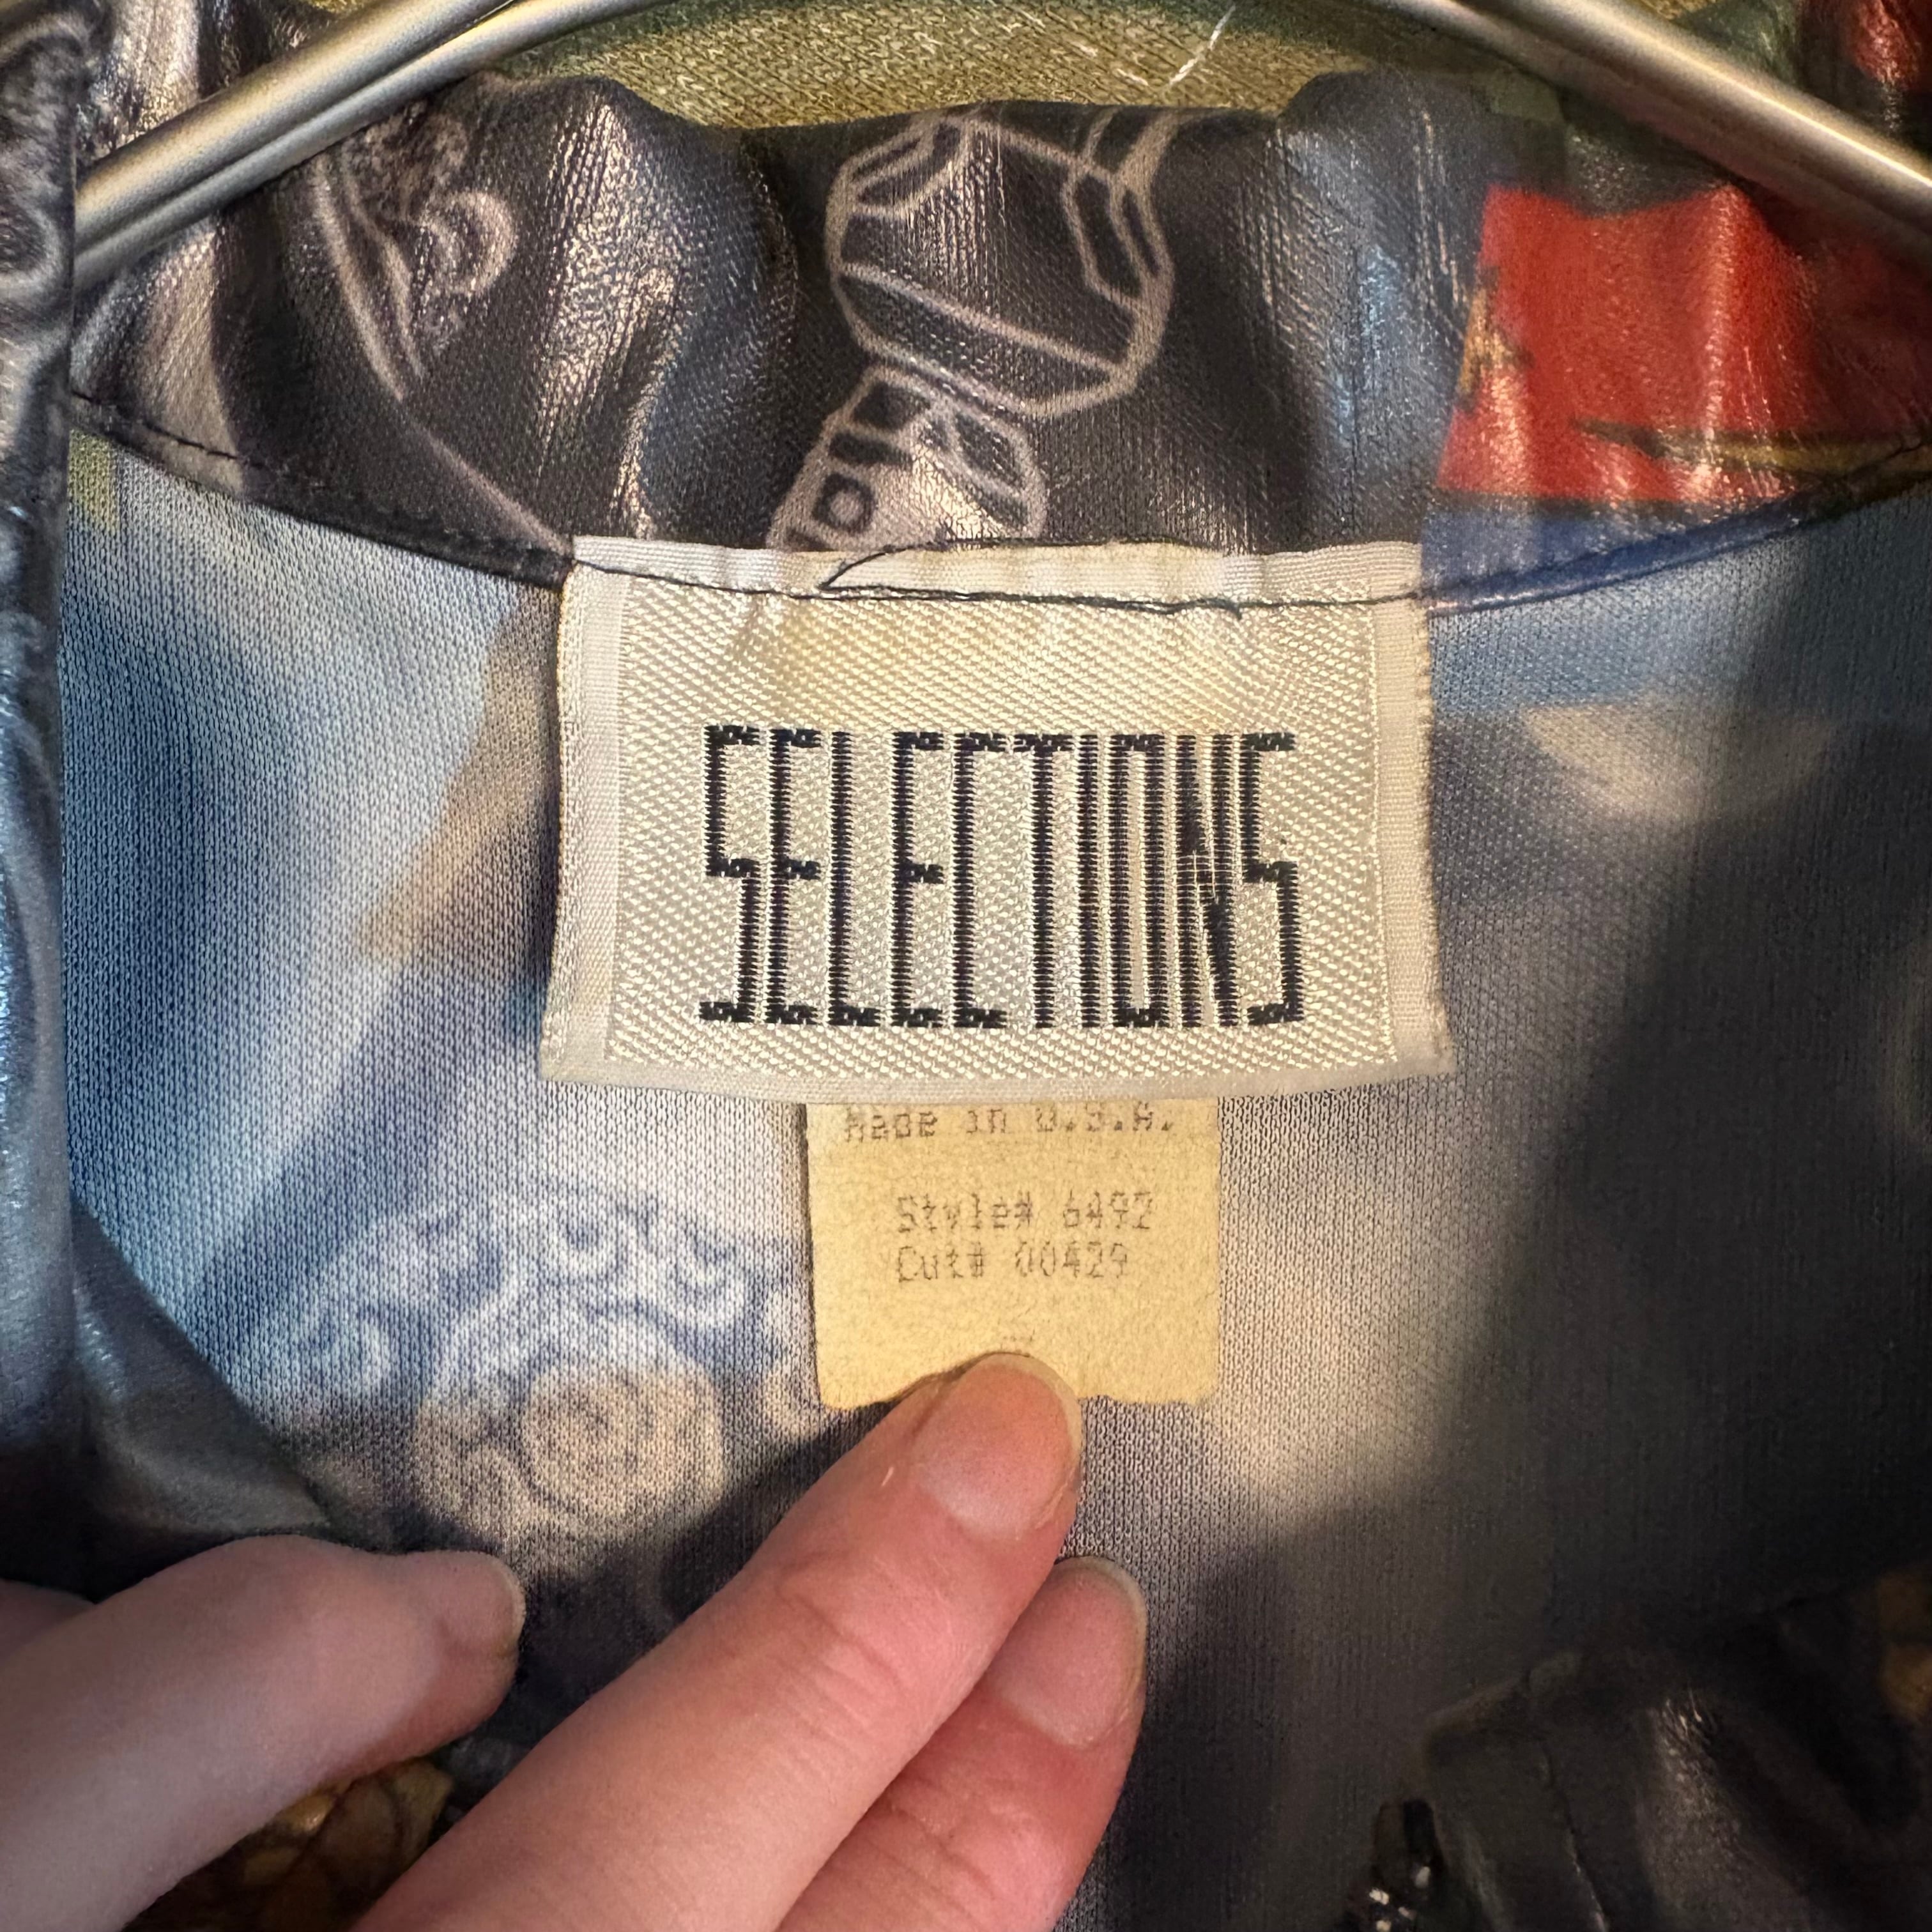 SELECTIONS
Made in U.S.A.
Style# 6492
Cut# 00429